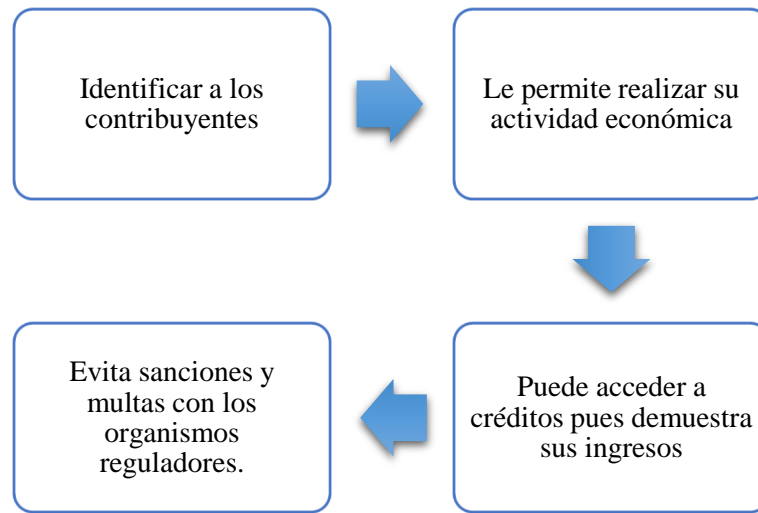 Identificar a los
contribuyentes
Le permite realizar su
actividad económica
Puede acceder a
créditos pues demuestra
sus ingresos
Evita sanciones y
multas con los
organismos
reguladores.